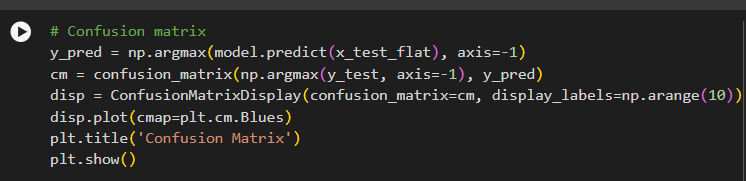 # Confusion matrix
y_pred = np.argmax(model.predict(x_test_flat), axis=-1)
cm = confusion_matrix(np.argmax(y_test, axis=-1), y_pred)
disp = ConfusionMatrixDisplay(confusion_matrix=cm, display_labels=np.arange(10))
disp.plot(cmap=plt.cm.Blues)
plt.title('Confusion Matrix')
plt.show()